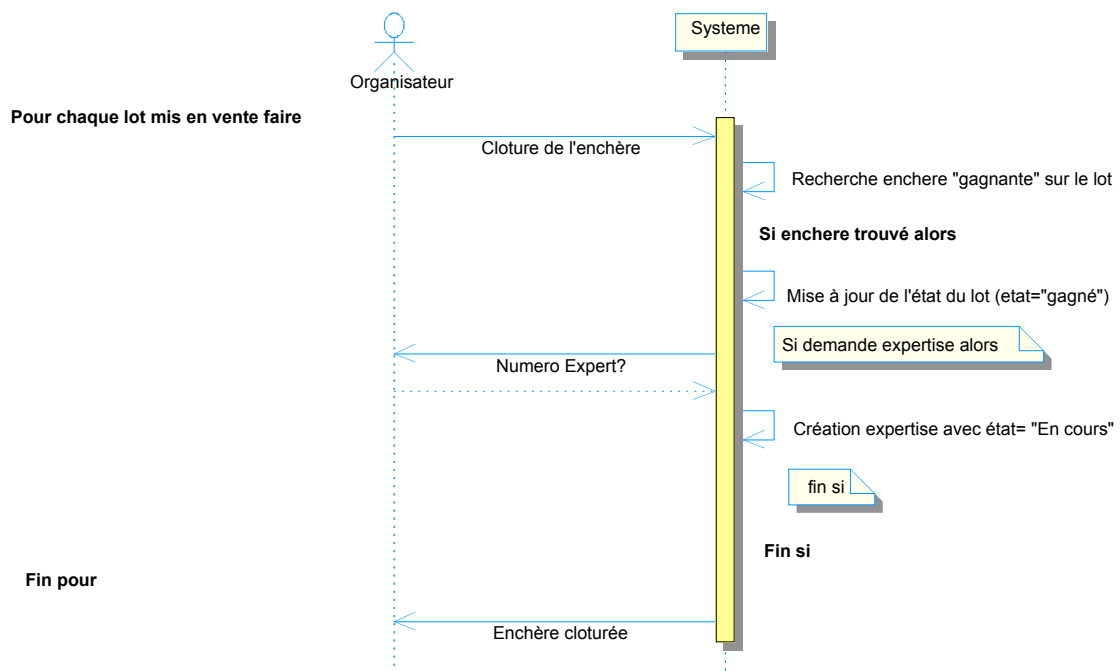 Systeme
Organisateur
Pour chaque lot mis en vente faire
Cloture de l'enchère
Recherche enchere "gagnante" sur le lot
Si enchere trouvé alors
Mise à jour de l'état du lot (etat="gagné")
Si demande expertise alors
Numero Expert?
Création expertise avec état= "En cours"
fin si
Fin si
Fin pour
Enchère cloturée